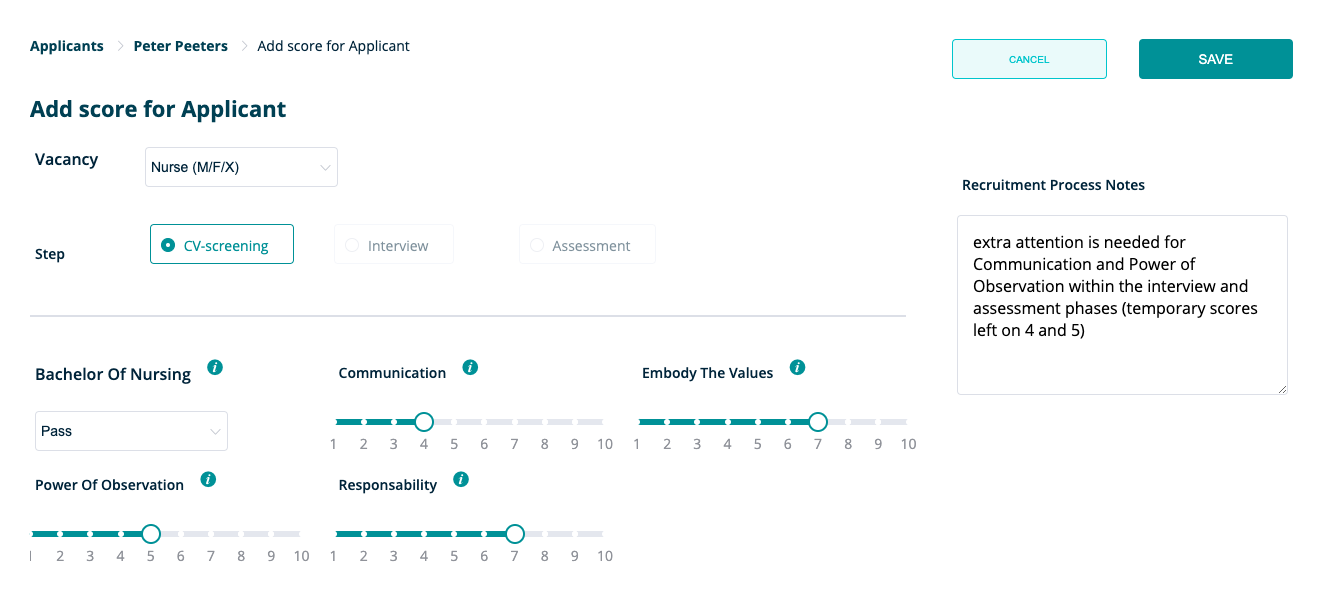 Applicants Peter Peeters Add score for Applicant
CANCEL
SAVE
Add score for Applicant
Vacancy
Nurse (M/F/X)
Step
CV-screening
Interview
Assessment
Recruitment Process Notes
extra attention is needed for
Communication and Power of
Observation within the interview and
assessment phases (temporary scores
left on 4 and 5)
Bachelor Of Nursing i
Pass
Communication i
1 2 3 4 5 6 7 8 9 10
Embody The Values i
1 2 3 4 5 6 7 8 9 10
Power Of Observation i
1 2 3 4 5 6 7 8 9 10
Responsability i
1 2 3 4 5 6 7 8 9 10